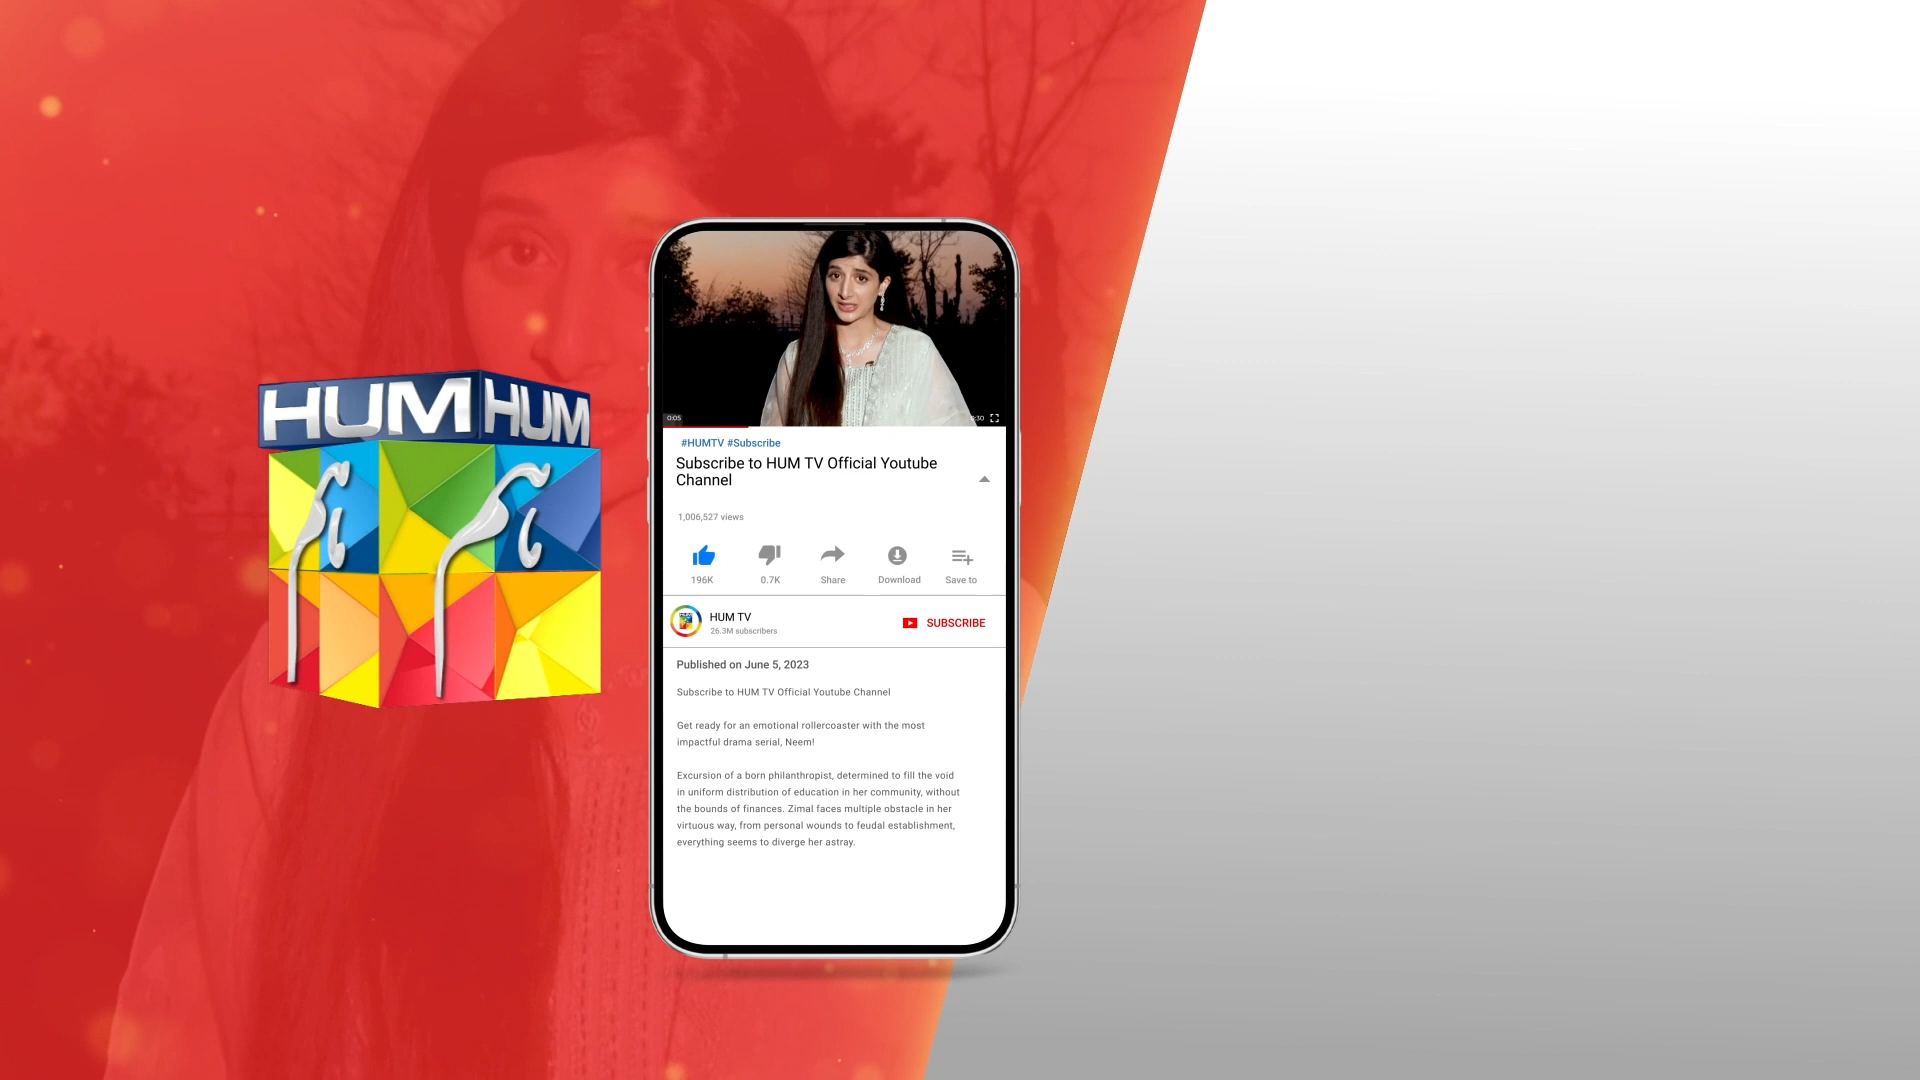 HUM HUM
ہم ہم
0:05
:30
#HUMTV #Subscribe
Subscribe to HUM TV Official Youtube
Channel
1,006,527 views
196K 0.7K Share Download Save to
HUM TV
26.3M subscribers
SUBSCRIBE
Published on June 5, 2023
Subscribe to HUM TV Official Youtube Channel
Get ready for an emotional rollercoaster with the most
impactful drama serial, Neem!
Excursion of a born philanthropist, determined to fill the void
in uniform distribution of education in her community, without
the bounds of finances. Zimal faces multiple obstacle in her
virtuous way, from personal wounds to feudal establishment,
everything seems to diverge her astray.